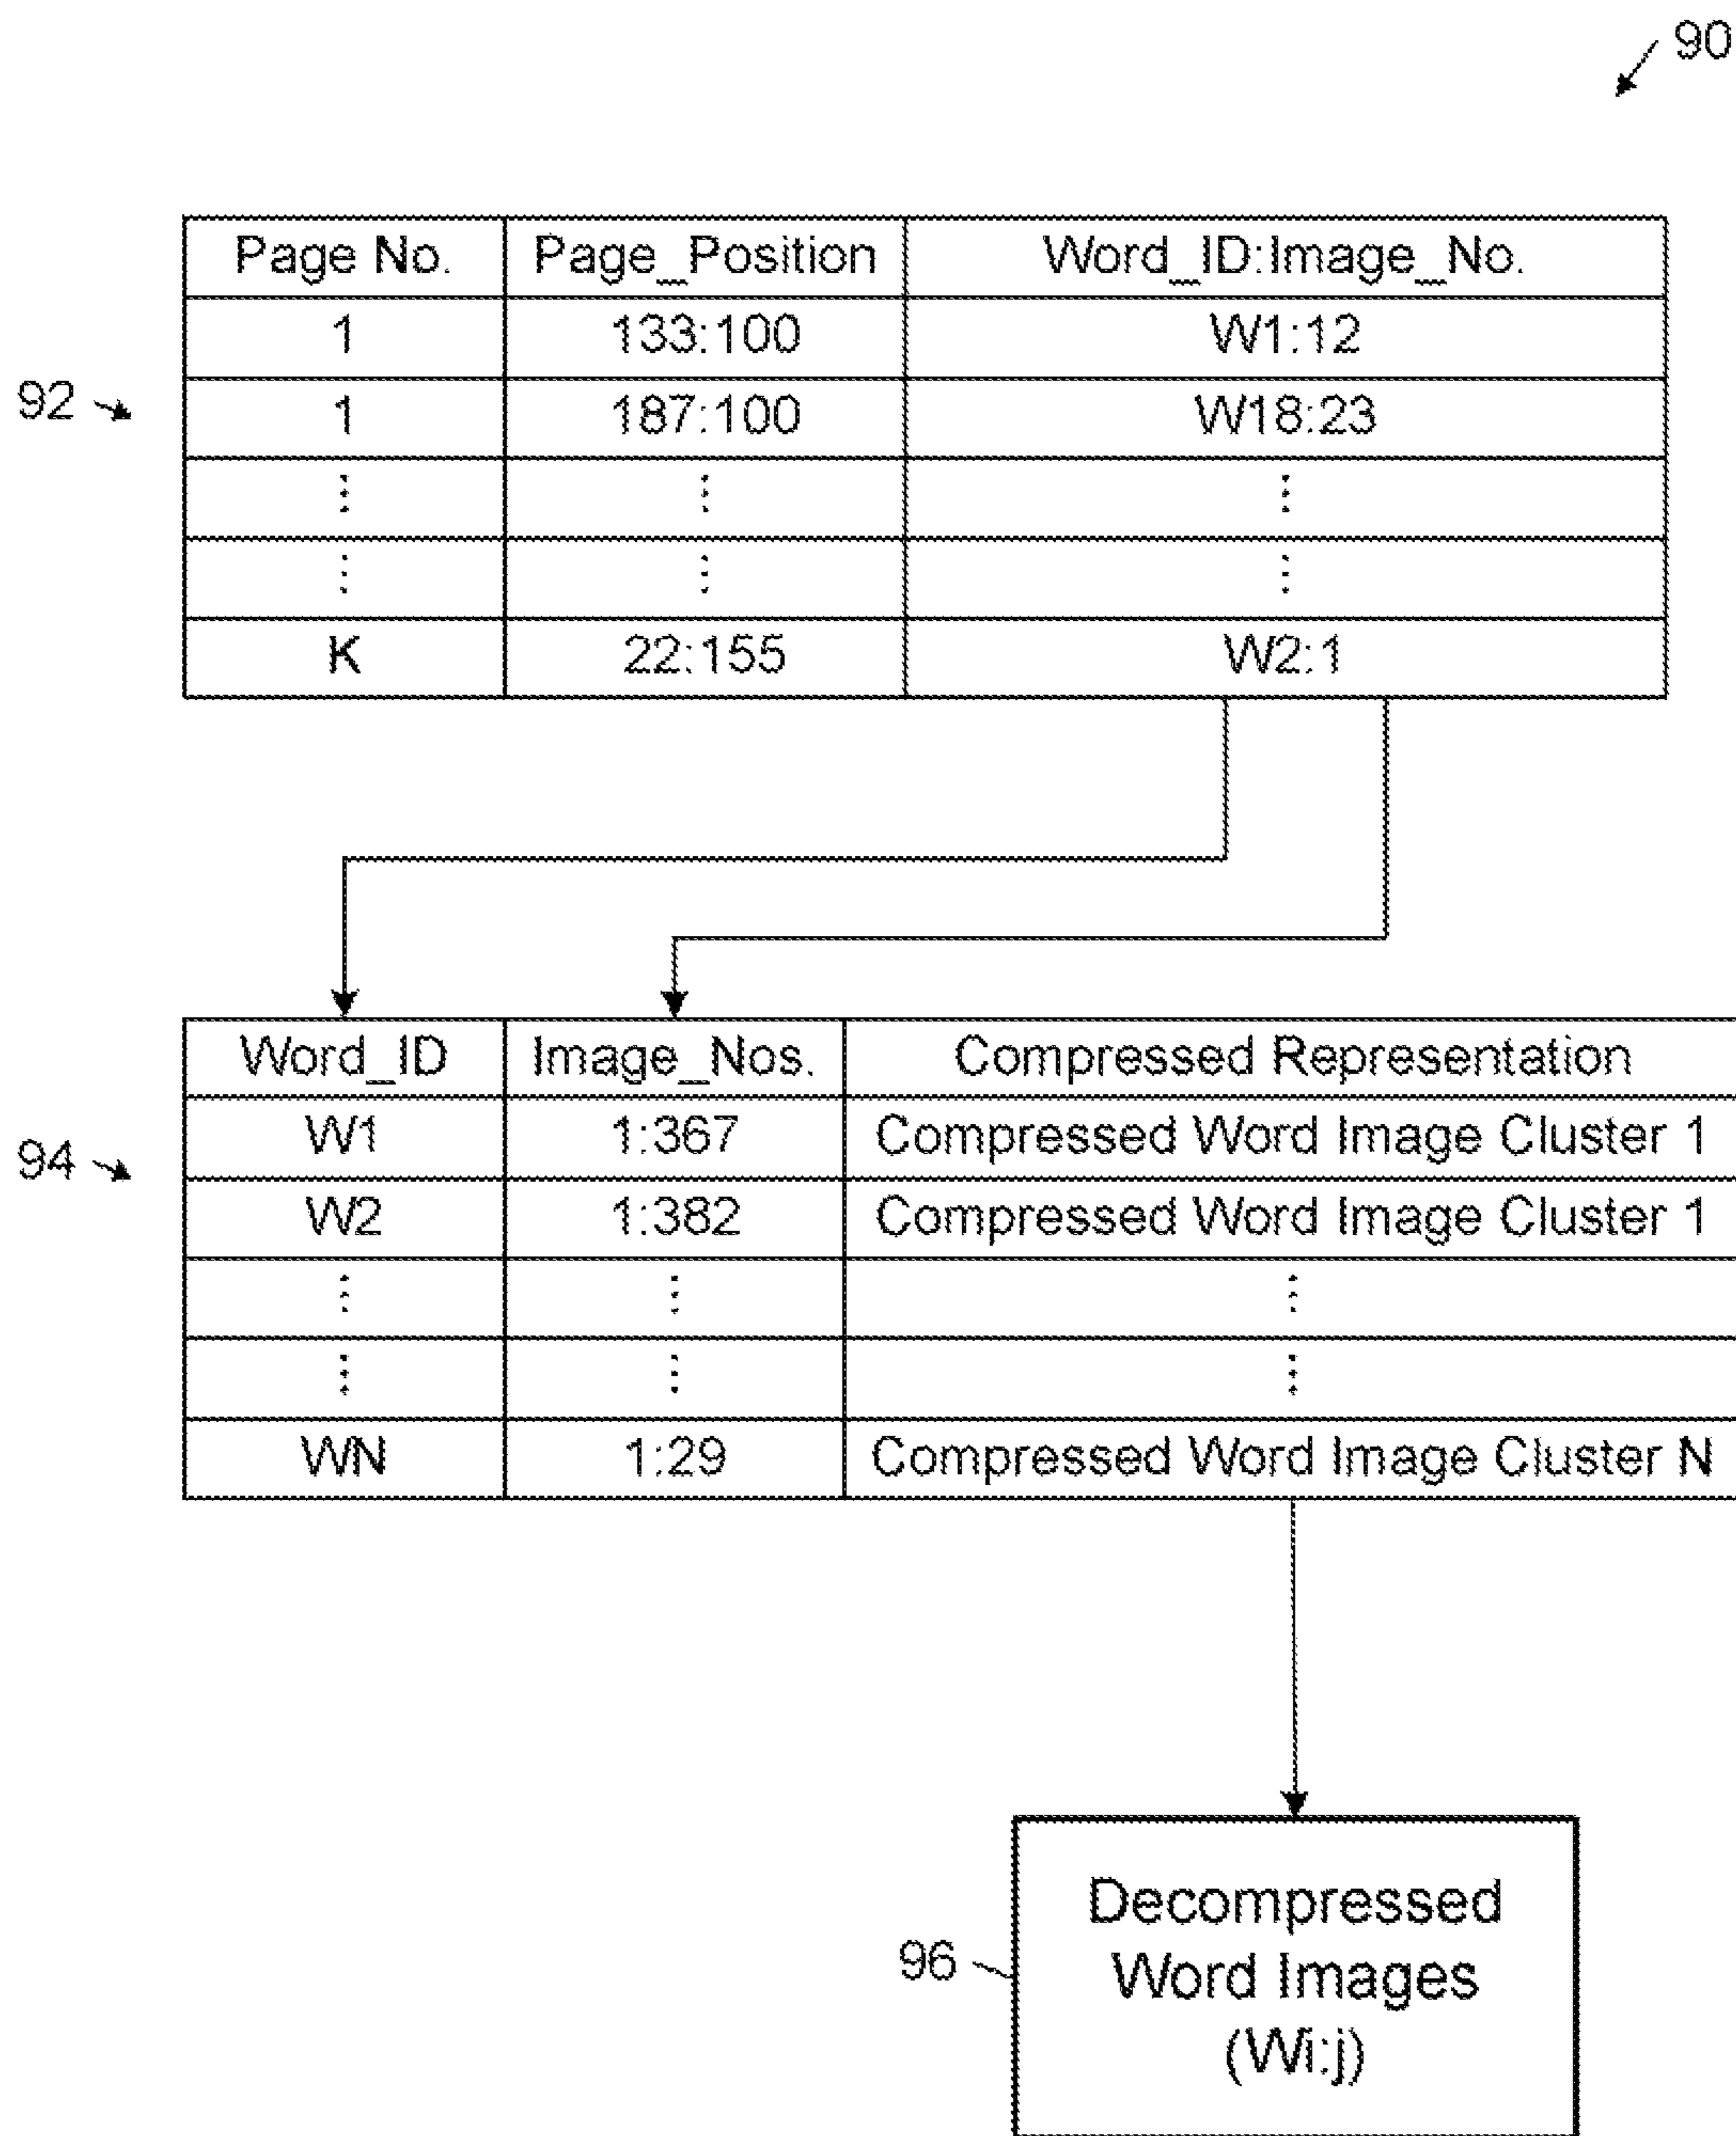 90
Page No. Page_Position Word_ID:Image_No.
1 133:100 W1:12
92
1 187:100 W18:23
⋮ ⋮ ⋮
⋮ ⋮ ⋮
K 22:155 W2:1
Word_ID Image_Nos. Compressed Representation
W1 1:367 Compressed Word Image Cluster 1
94
W2 1:382 Compressed Word Image Cluster 1
⋮ ⋮ ⋮
⋮ ⋮ ⋮
WN 1:29 Compressed Word Image Cluster N
Decompressed
96
Word Images
(Wi:j)